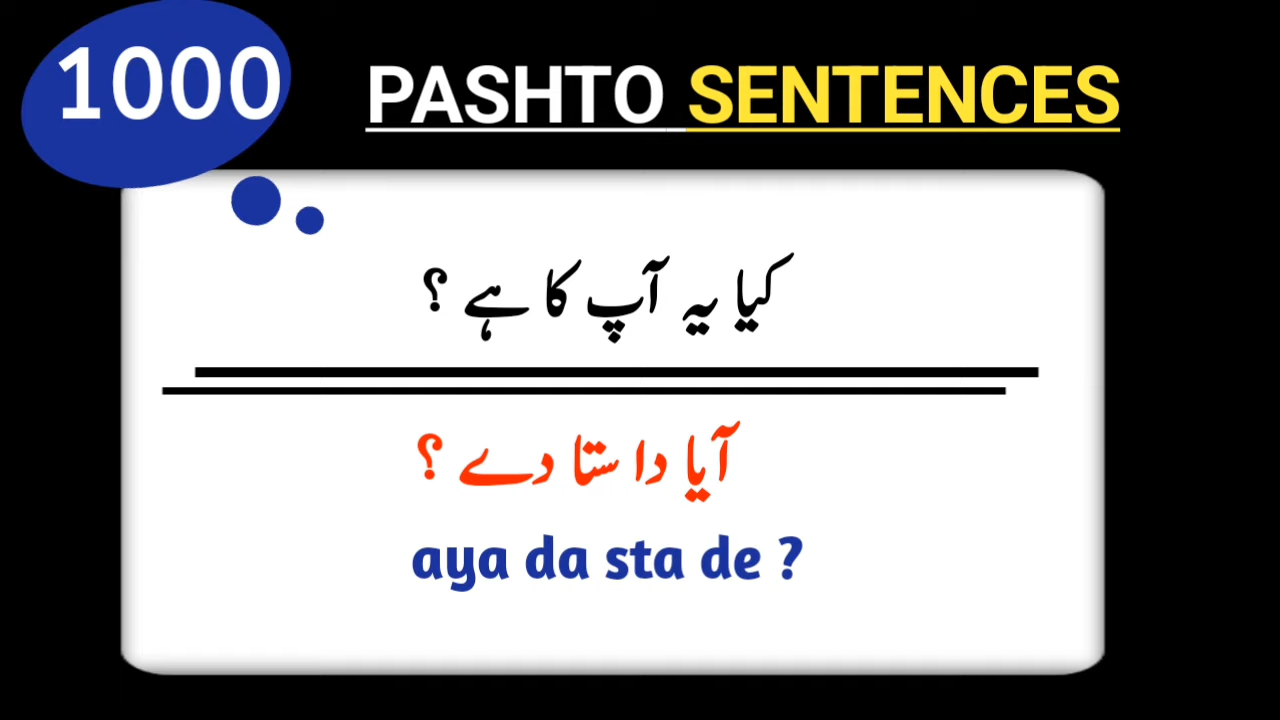 1000
PASHTO SENTENCES
کیا یہ آپ کا ہے ؟
آیا دا ستا دے ؟
aya da sta de ?